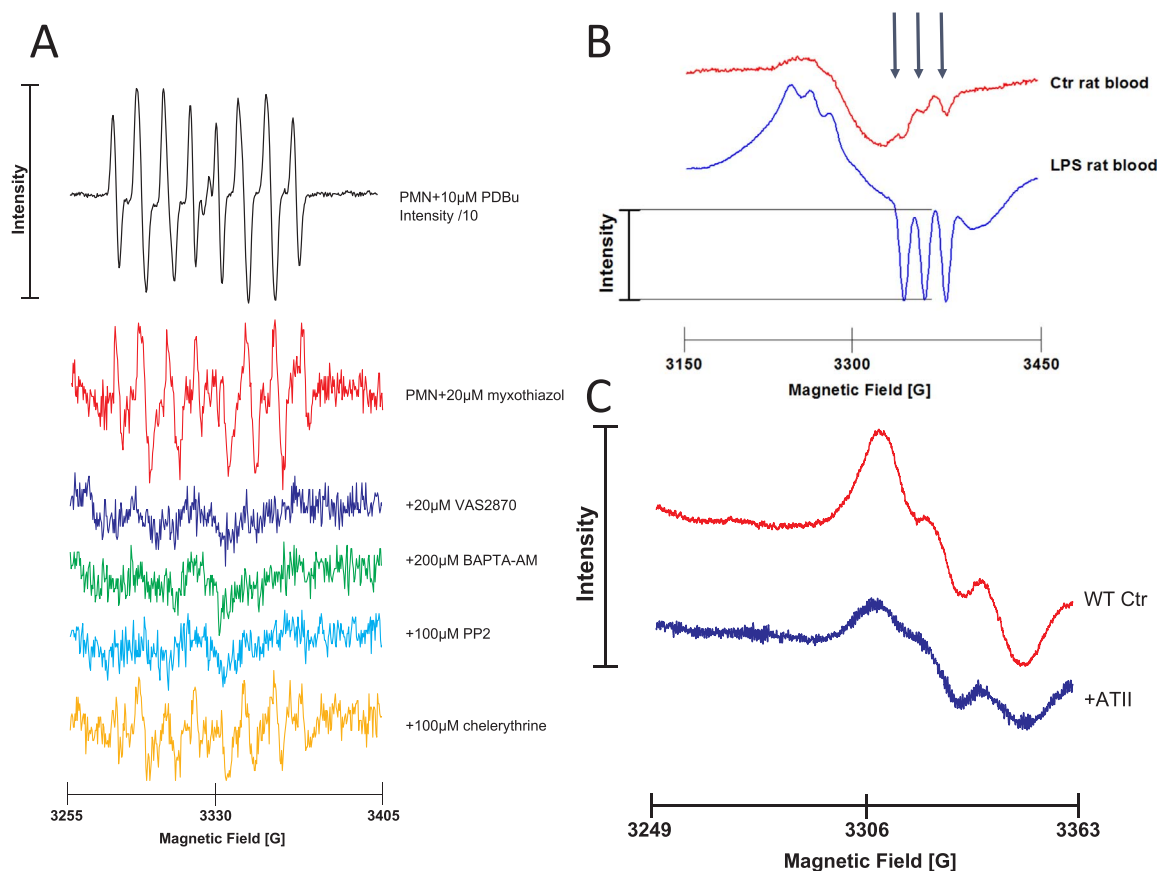 A
Intensity
PMN+10µM PDBu
Intensity /10
PMN+20µM myxothiazol
+20µM VAS2870
+200µM BAPTA-AM
+100µM PP2
+100µM chelerythrine
3255
3330
3405
Magnetic Field [G]
B
Ctr rat blood
LPS rat blood
Intensity
3150
3300
3450
Magnetic Field [G]
C
Intensity
WT Ctr
+ATII
3249
3306
3363
Magnetic Field [G]